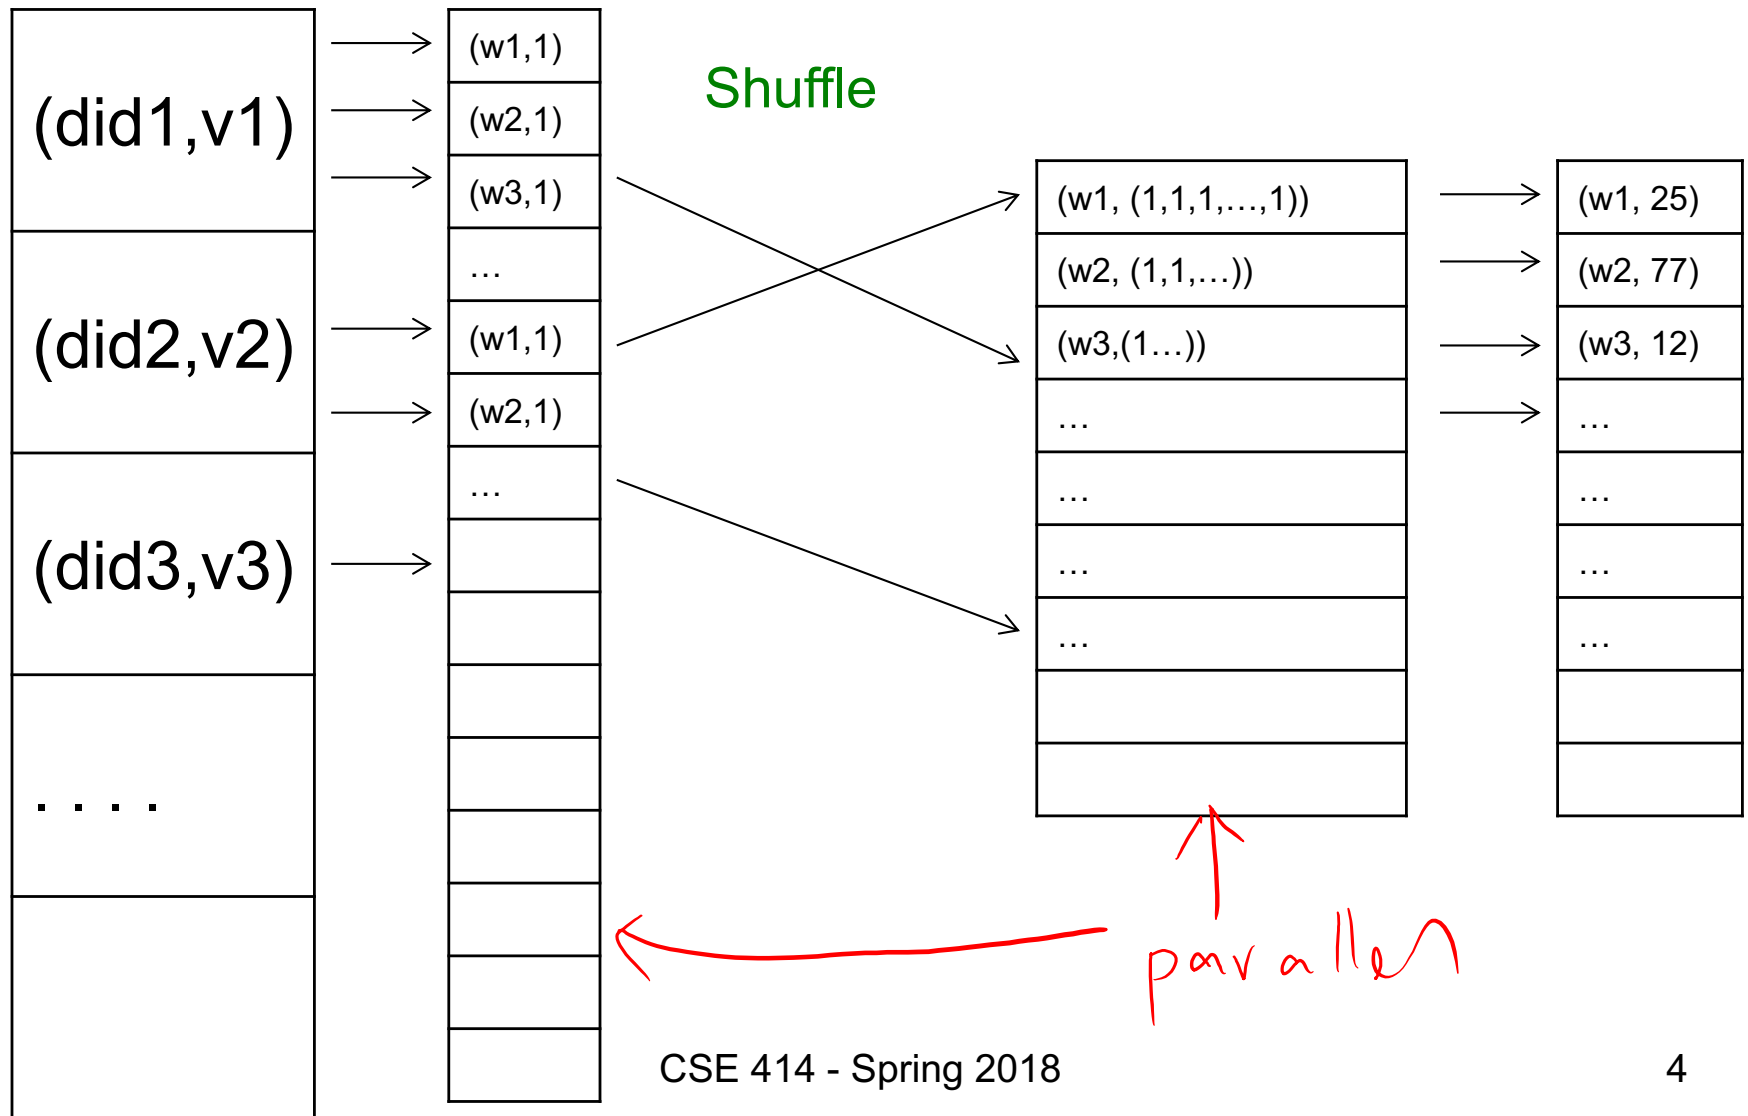 (did1,v1)
(did2,v2)
(did3,v3)
. . . .
(w1,1)
(w2,1)
(w3,1)
…
(w1,1)
(w2,1)
…
Shuffle
(w1, (1,1,1,…,1))
(w2, (1,1,…))
(w3,(1…))
…
…
…
…
(w1, 25)
(w2, 77)
(w3, 12)
…
…
…
…
parallel
CSE 414 - Spring 2018
4